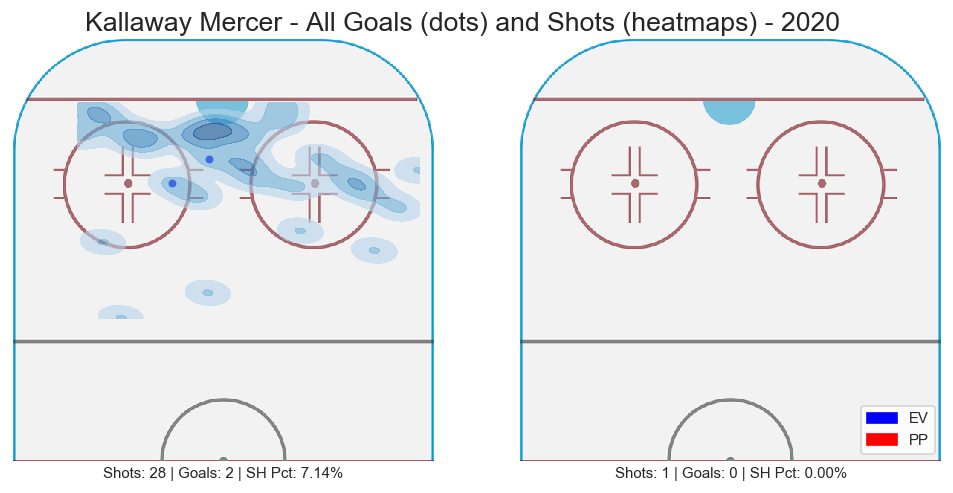 Kallaway Mercer - All Goals (dots) and Shots (heatmaps) - 2020
EV
PP
Shots: 28 | Goals: 2 | SH Pct: 7.14%
Shots: 1 | Goals: 0 | SH Pct: 0.00%